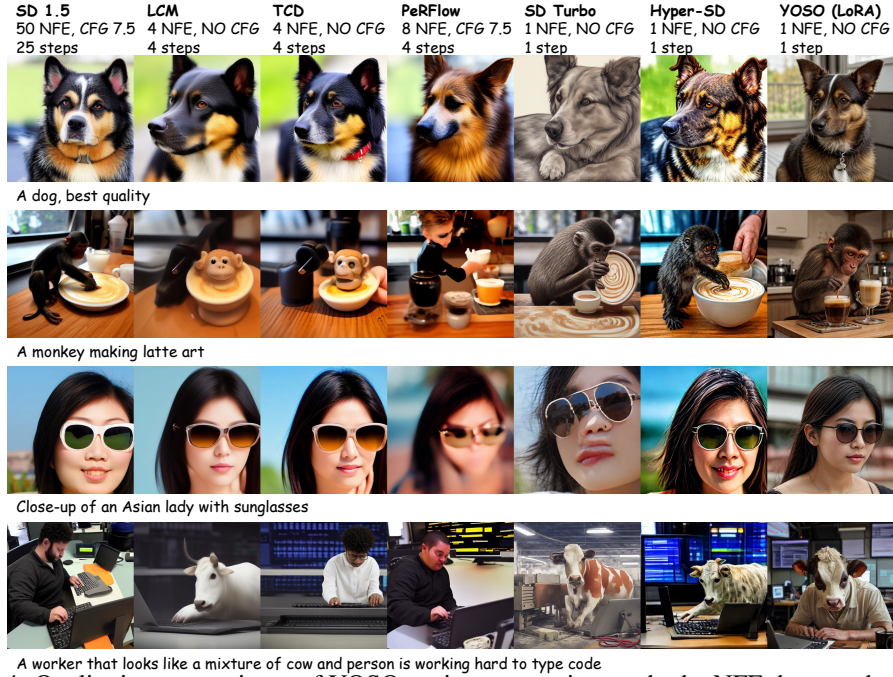 SD 1.5 LCM TCD PeRFlow SD Turbo Hyper-SD YOSO (LoRA)
50 NFE, CFG 7.5 4 NFE, NO CFG 4 NFE, NO CFG 8 NFE, CFG 7.5 1 NFE, NO CFG 1 NFE, NO CFG 1 NFE, NO CFG
25 steps 4 steps 4 steps 4 steps 1 step 1 step 1 step
A dog, best quality
A monkey making latte art
Close-up of an Asian lady with sunglasses
A worker that looks like a mixture of cow and person is working hard to type code